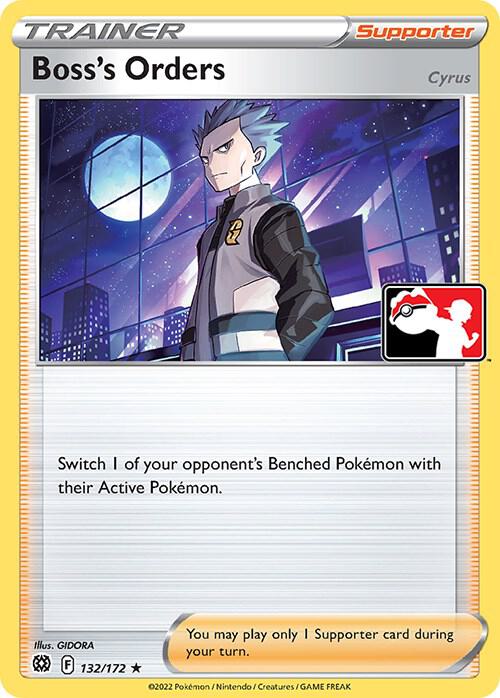 TRAINER
Supporter
Boss's Orders
Cyrus
Switch 1 of your opponent's Benched Pokémon with
their Active Pokémon.
Illus. GIDORA
You may play only 1 Supporter card during
your turn.
F 132/172 ★
©2022 Pokémon / Nintendo / Creatures / GAME FREAK